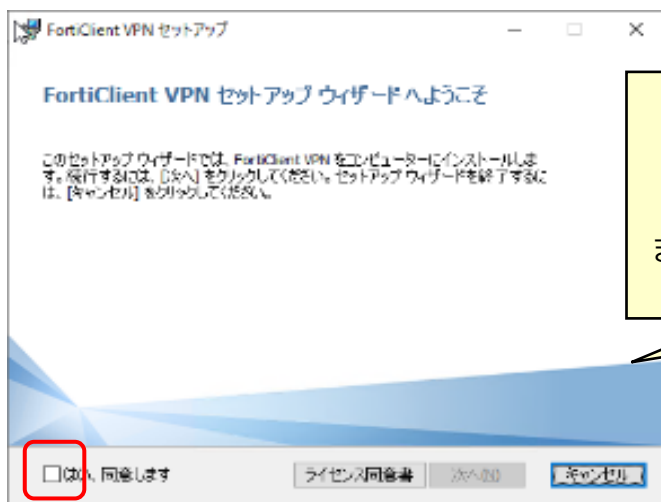 FortiClient VPN セットアップ
FortiClient VPN セットアップ ウィザードへようこそ
このセットアップ ウィザードでは、FortiClient VPN をコンピューターにインストールしま
す。続行するには、[次へ] をクリックしてください。セットアップ ウィザードを終了するに
は、[キャンセル] をクリックしてください。
はい、同意します
ライセンス同意書
次へ(N)
キャンセル